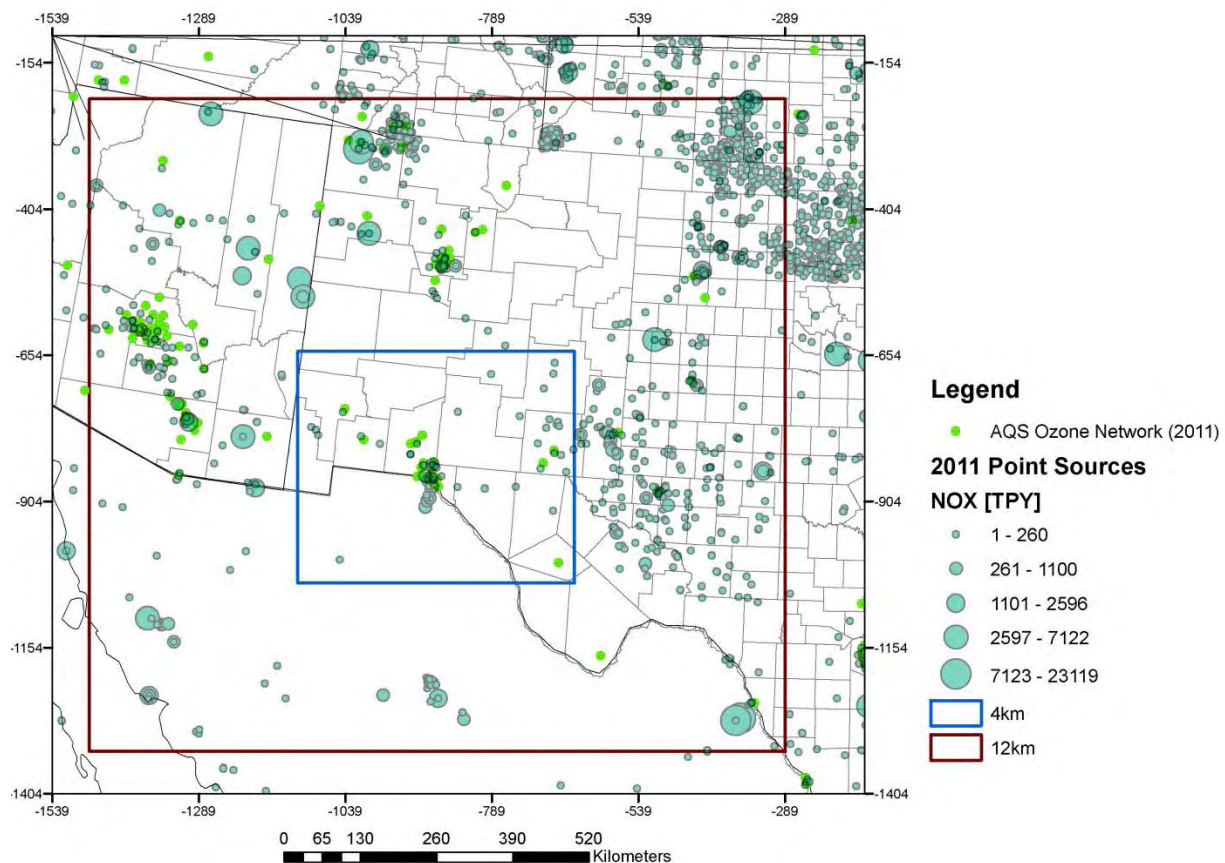 -1539 -1289 -1039 -789 -539 -289
-154 -154
-404 -404
-654 -654
-904 -904
-1154 -1154
-1404 -1404
-1539 -1289 -1039 -789 -539 -289
0 65 130 260 390 520
Kilometers
Legend
AQS Ozone Network (2011)
2011 Point Sources
NOX [TPY]
1 - 260
261 - 1100
1101 - 2596
2597 - 7122
7123 - 23119
4km
12km